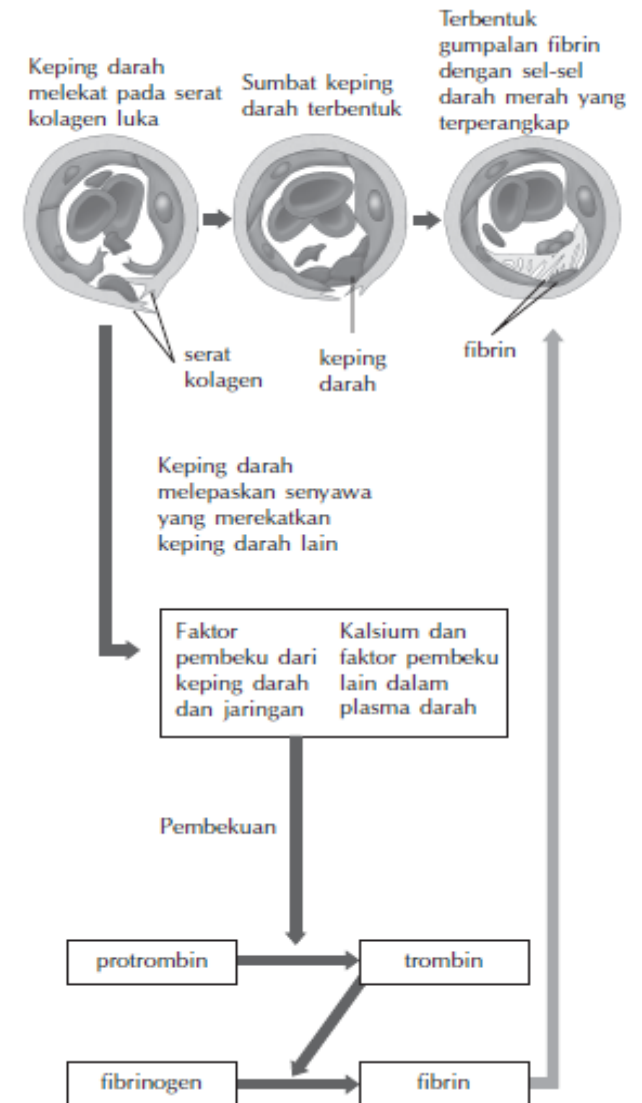 Keping darah
melekat pada serat
kolagen luka
Sumbat keping
darah terbentuk
Terbentuk
gumpalan fibrin
dengan sel-sel
darah merah yang
terperangkap
serat
kolagen
keping
darah
fibrin
Keping darah
melepaskan senyawa
yang merekatkan
keping darah lain
Faktor
pembeku dari
keping darah
dan jaringan
Kalsium dan
faktor pembeku
lain dalam
plasma darah
Pembekuan
protrombin
trombin
fibrinogen
fibrin